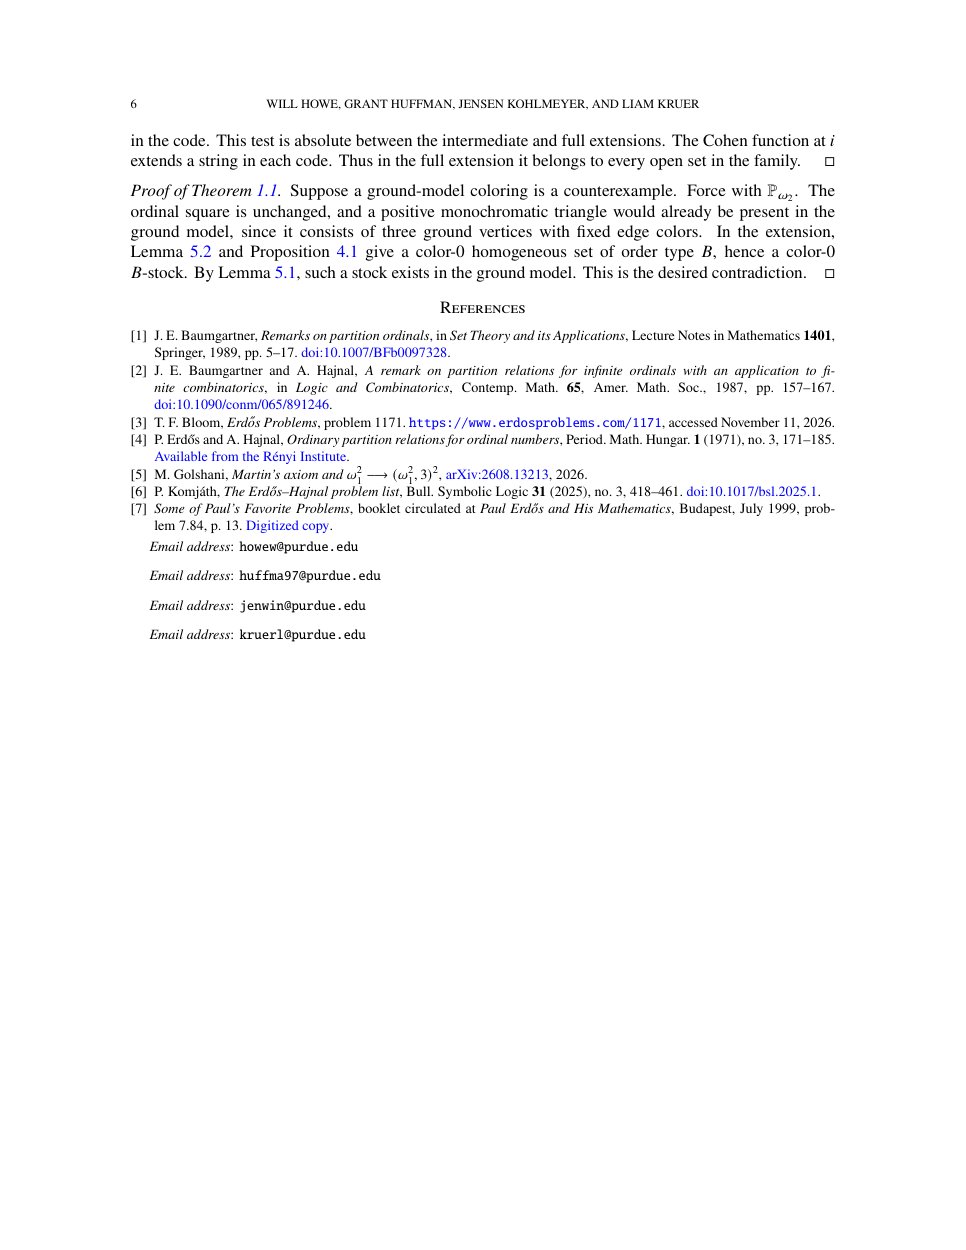 6 WILL HOWE, GRANT HUFFMAN, JENSEN KOHLMEYER, AND LIAM KRUER
in the code. This test is absolute between the intermediate and full extensions. The Cohen function at i
extends a string in each code. Thus in the full extension it belongs to every open set in the family. □
Proof of Theorem 1.1. Suppose a ground-model coloring is a counterexample. Force with ℙ_{ω₂}. The
ordinal square is unchanged, and a positive monochromatic triangle would already be present in the
ground model, since it consists of three ground vertices with fixed edge colors. In the extension,
Lemma 5.2 and Proposition 4.1 give a color-0 homogeneous set of order type B, hence a color-0
B-stock. By Lemma 5.1, such a stock exists in the ground model. This is the desired contradiction. □
References
[1] J. E. Baumgartner, Remarks on partition ordinals, in Set Theory and its Applications, Lecture Notes in Mathematics 1401,
Springer, 1989, pp. 5–17. doi:10.1007/BFb0097328.
[2] J. E. Baumgartner and A. Hajnal, A remark on partition relations for infinite ordinals with an application to fi-
nite combinatorics, in Logic and Combinatorics, Contemp. Math. 65, Amer. Math. Soc., 1987, pp. 157–167.
doi:10.1090/conm/065/891246.
[3] T. F. Bloom, Erdős Problems, problem 1171. https://www.erdosproblems.com/1171, accessed November 11, 2026.
[4] P. Erdős and A. Hajnal, Ordinary partition relations for ordinal numbers, Period. Math. Hungar. 1 (1971), no. 3, 171–185.
Available from the Rényi Institute.
[5] M. Golshani, Martin's axiom and ω₁² ⟶ (ω₁², 3)², arXiv:2608.13213, 2026.
[6] P. Komjáth, The Erdős–Hajnal problem list, Bull. Symbolic Logic 31 (2025), no. 3, 418–461. doi:10.1017/bsl.2025.1.
[7] Some of Paul's Favorite Problems, booklet circulated at Paul Erdős and His Mathematics, Budapest, July 1999, prob-
lem 7.84, p. 13. Digitized copy.
Email address: howew@purdue.edu
Email address: huffma97@purdue.edu
Email address: jenwin@purdue.edu
Email address: kruerl@purdue.edu